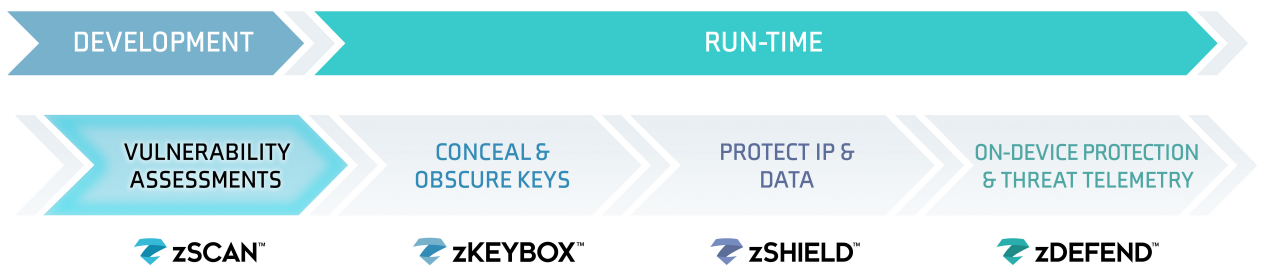 DEVELOPMENT
RUN-TIME
VULNERABILITY
ASSESSMENTS
CONCEAL &
OBSCURE KEYS
PROTECT IP &
DATA
ON-DEVICE PROTECTION
& THREAT TELEMETRY
zSCAN™
zKEYBOX™
zSHIELD™
zDEFEND™